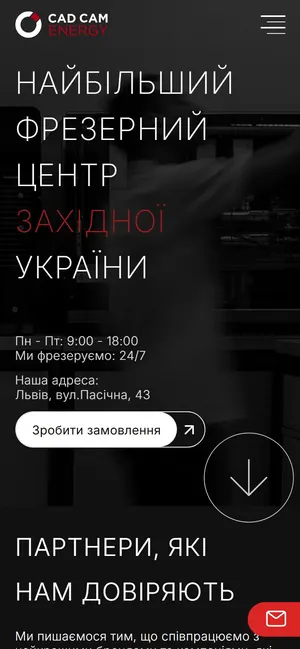 CAD CAM
ENERGY
НАЙБІЛЬШИЙ
ФРЕЗЕРНИЙ
ЦЕНТР
ЗАХІДНОЇ
УКРАЇНИ
Пн - Пт: 9:00 - 18:00
Ми фрезеруємо: 24/7
Наша адреса:
Львів, вул.Пасічна, 43
Зробити замовлення
ПАРТНЕРИ, ЯКІ
НАМ ДОВІРЯЮТЬ
Ми пишаємося тим, що співпрацюємо з